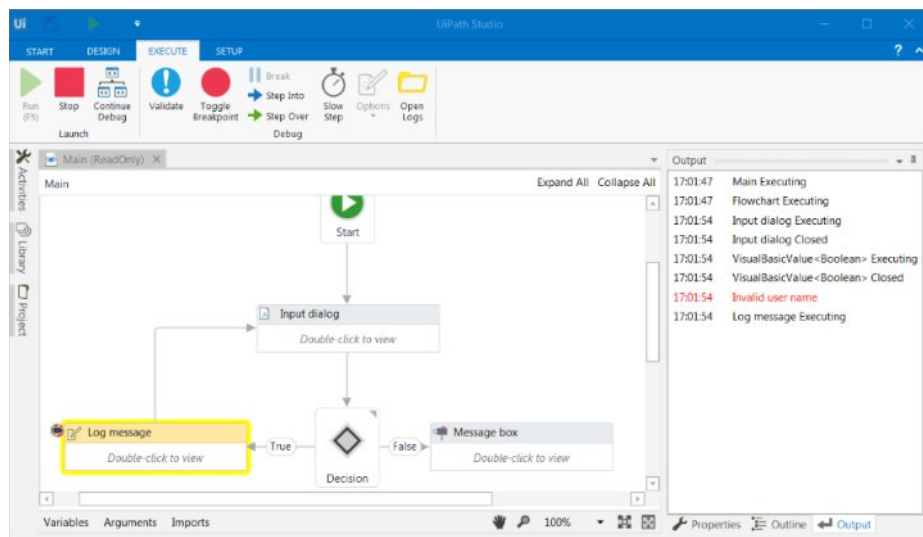 Ui
UiPath Studio
START DESIGN EXECUTE SETUP
?
Run (F5)
Stop
Continue Debug
Launch
Validate
Toggle Breakpoint
Break
Step Into
Step Over
Slow Step
Options
Open Logs
Debug
Activities
Library
Project
Main (ReadOnly)
Main
Expand All Collapse All
Start
Input dialog
Double-click to view
Log message
Double-click to view
True
Decision
False
Message box
Double-click to view
Variables Arguments Imports
100%
Output
17:01:47 Main Executing
17:01:47 Flowchart Executing
17:01:54 Input dialog Executing
17:01:54 Input dialog Closed
17:01:54 VisualBasicValue<Boolean> Executing
17:01:54 VisualBasicValue<Boolean> Closed
17:01:54 Invalid user name
17:01:54 Log message Executing
Properties Outline Output